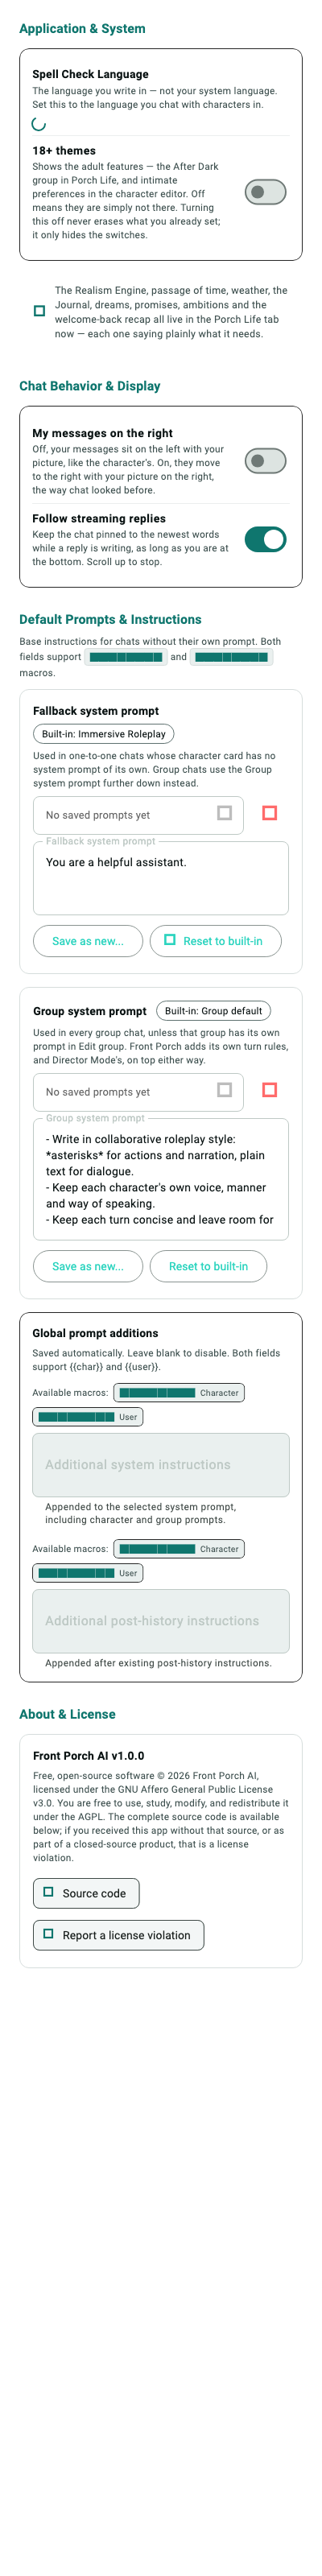 Application & System
Spell Check Language
The language you write in — not your system language.
Set this to the language you chat with characters in.
18+ themes
Shows the adult features — the After Dark
group in Porch Life, and intimate
preferences in the character editor. Off
means they are simply not there. Turning
this off never erases what you already set;
it only hides the switches.
The Realism Engine, passage of time, weather, the
Journal, dreams, promises, ambitions and the
welcome-back recap all live in the Porch Life tab
now — each one saying plainly what it needs.
Chat Behavior & Display
My messages on the right
Off, your messages sit on the left with your
picture, like the character's. On, they move
to the right with your picture on the right,
the way chat looked before.
Follow streaming replies
Keep the chat pinned to the newest words
while a reply is writing, as long as you are at
the bottom. Scroll up to stop.
Default Prompts & Instructions
Base instructions for chats without their own prompt. Both
fields support and
macros.
Fallback system prompt
Built-in: Immersive Roleplay
Used in one-to-one chats whose character card has no
system prompt of its own. Group chats use the Group
system prompt further down instead.
No saved prompts yet
Fallback system prompt
You are a helpful assistant.
Save as new...
Reset to built-in
Group system prompt
Built-in: Group default
Used in every group chat, unless that group has its own
prompt in Edit group. Front Porch adds its own turn rules,
and Director Mode's, on top either way.
No saved prompts yet
Group system prompt
- Write in collaborative roleplay style:
*asterisks* for actions and narration, plain
text for dialogue.
- Keep each character's own voice, manner
and way of speaking.
- Keep each turn concise and leave room for
Save as new...
Reset to built-in
Global prompt additions
Saved automatically. Leave blank to disable. Both fields
support {{char}} and {{user}}.
Available macros: Character
User
Additional system instructions
Appended to the selected system prompt,
including character and group prompts.
Available macros: Character
User
Additional post-history instructions
Appended after existing post-history instructions.
About & License
Front Porch AI v1.0.0
Free, open-source software © 2026 Front Porch AI,
licensed under the GNU Affero General Public License
v3.0. You are free to use, study, modify, and redistribute it
under the AGPL. The complete source code is available
below; if you received this app without that source, or as
part of a closed-source product, that is a license
violation.
Source code
Report a license violation